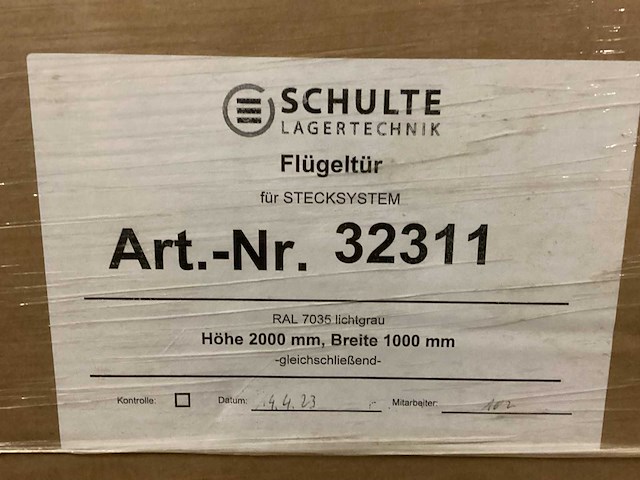 SCHULTE
LAGERTECHNIK
Flügeltür
für STECKSYSTEM
Art.-Nr. 32311
RAL 7035 lichtgrau
Höhe 2000 mm, Breite 1000 mm
-gleichschließend-
Kontrolle: Datum: 4.23 Mitarbeiter: